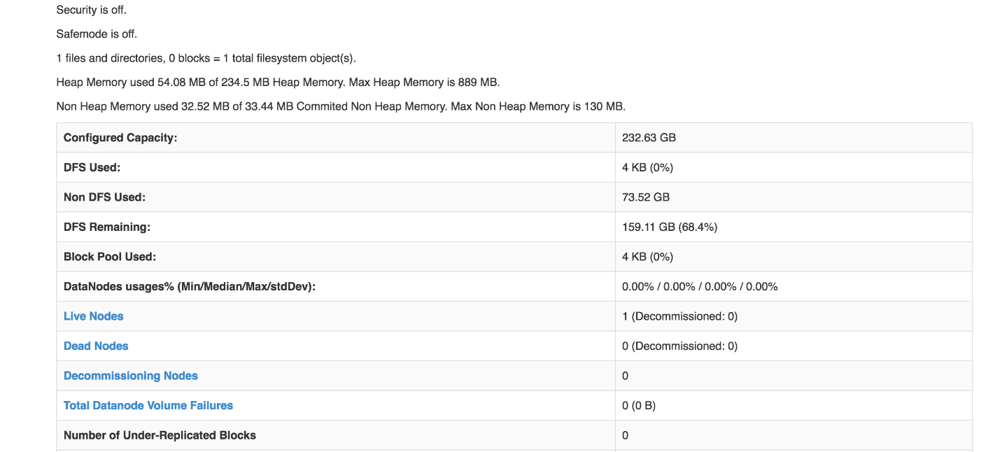 Security is off.
Safemode is off.
1 files and directories, 0 blocks = 1 total filesystem object(s).
Heap Memory used 54.08 MB of 234.5 MB Heap Memory. Max Heap Memory is 889 MB.
Non Heap Memory used 32.52 MB of 33.44 MB Commited Non Heap Memory. Max Non Heap Memory is 130 MB.
Configured Capacity: 232.63 GB
DFS Used: 4 KB (0%)
Non DFS Used: 73.52 GB
DFS Remaining: 159.11 GB (68.4%)
Block Pool Used: 4 KB (0%)
DataNodes usages% (Min/Median/Max/stdDev): 0.00% / 0.00% / 0.00% / 0.00%
Live Nodes 1 (Decommissioned: 0)
Dead Nodes 0 (Decommissioned: 0)
Decommissioning Nodes 0
Total Datanode Volume Failures 0 (0 B)
Number of Under-Replicated Blocks 0